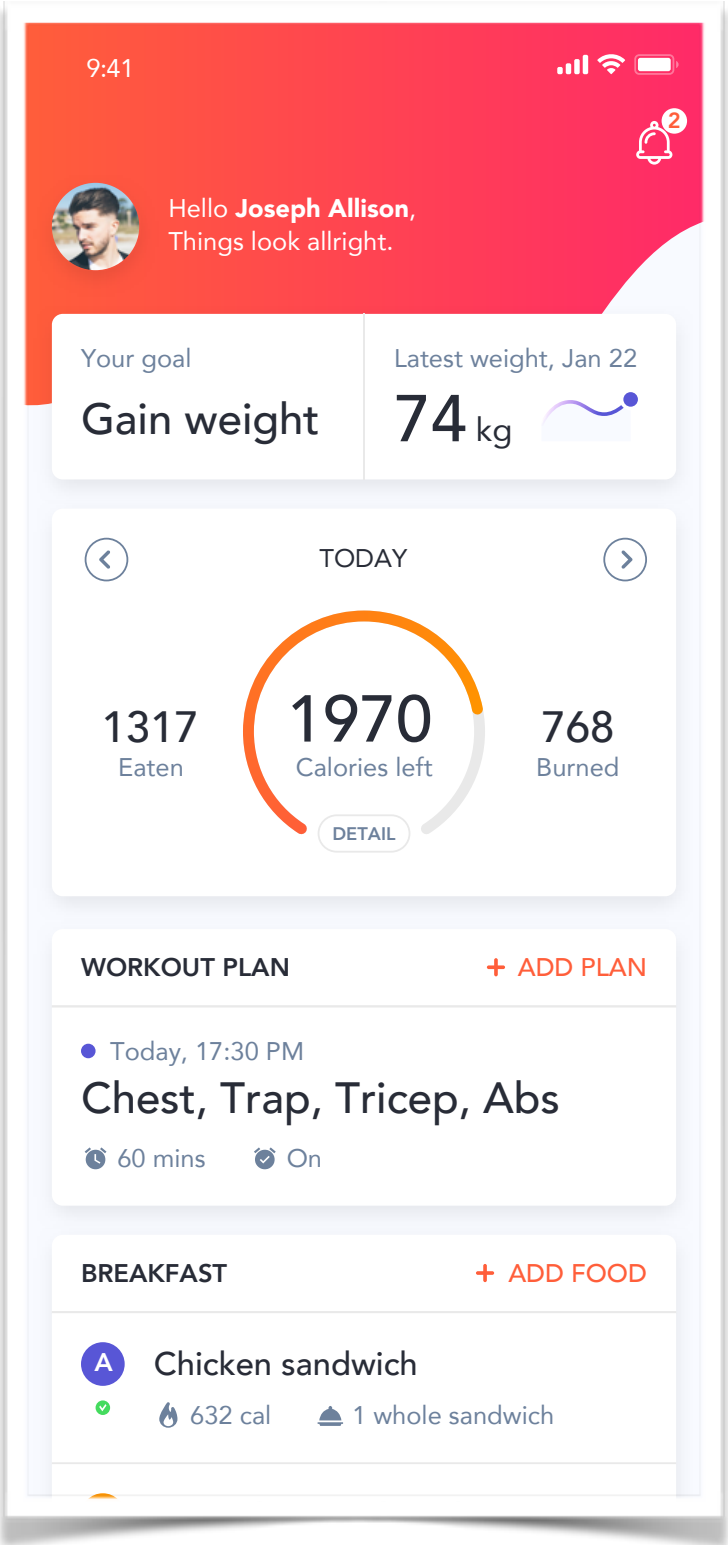 9:41
2
Hello Joseph Allison,
Things look allright.
Your goal
Gain weight
Latest weight, Jan 22
74 kg
TODAY
1317
Eaten
1970
Calories left
768
Burned
DETAIL
WORKOUT PLAN
+ ADD PLAN
Today, 17:30 PM
Chest, Trap, Tricep, Abs
60 mins
On
BREAKFAST
+ ADD FOOD
A
Chicken sandwich
632 cal
1 whole sandwich